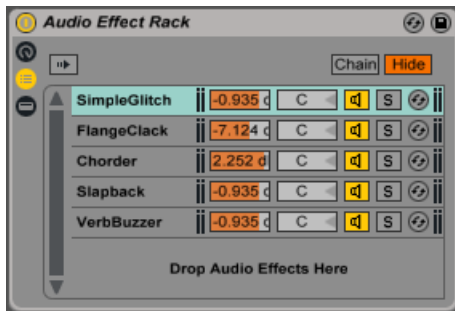 Audio Effect Rack
Chain Hide
SimpleGlitch -0.935 d C S
FlangeClack -7.124 d C S
Chorder 2.252 d C S
Slapback -0.935 d C S
VerbBuzzer -0.935 d C S
Drop Audio Effects Here